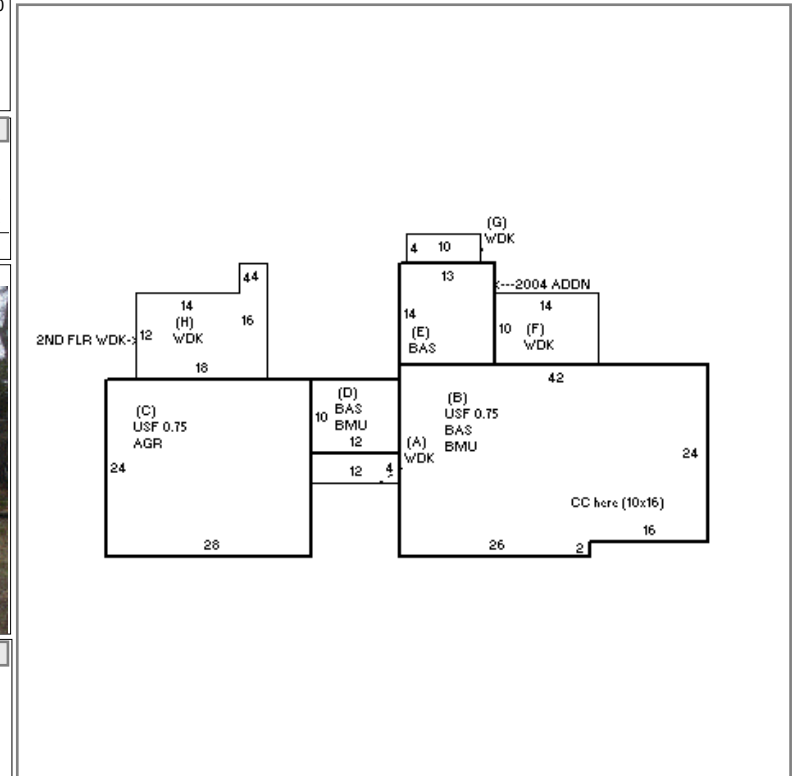 (G)
WDK
4 10
13
44
<---2004 ADDN
14
14
(H)
WDK
16
2ND FLR WDK->
12
14
(E)
BAS
10
(F)
WDK
18
42
(C)
USF 0.75
AGR
(D)
BAS
BMU
10
12
(B)
USF 0.75
BAS
BMU
(A)
WDK
24
12 4
24
CC here (10x16)
16
28
26
2